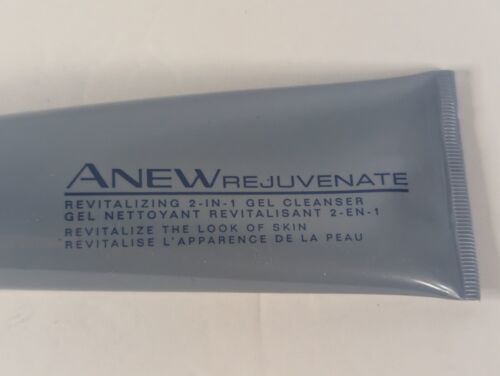 ANEW REJUVENATE
REVITALIZING 2-IN-1 GEL CLEANSER
GEL NETTOYANT REVITALISANT 2-EN-1
REVITALIZE THE LOOK OF SKIN
REVITALISE L'APPARENCE DE LA PEAU